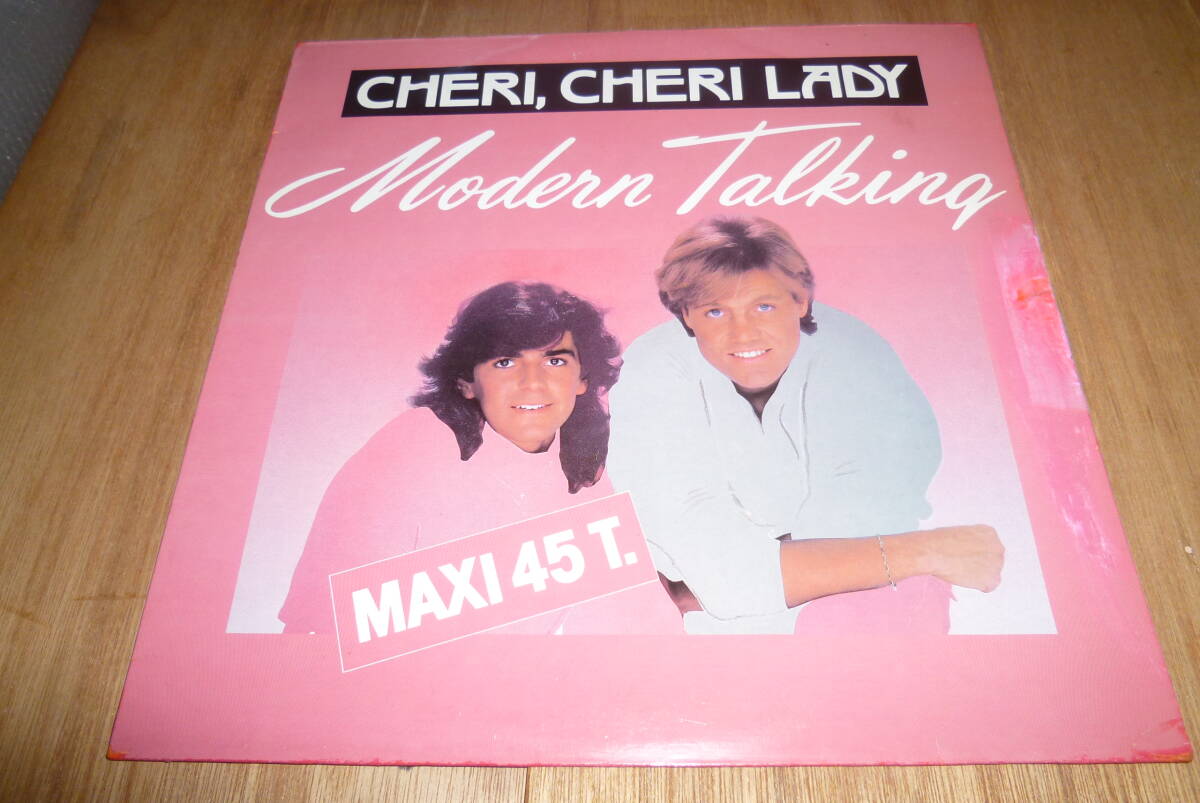 CHERI, CHERI LADY
Modern Talking
MAXI 45 T.